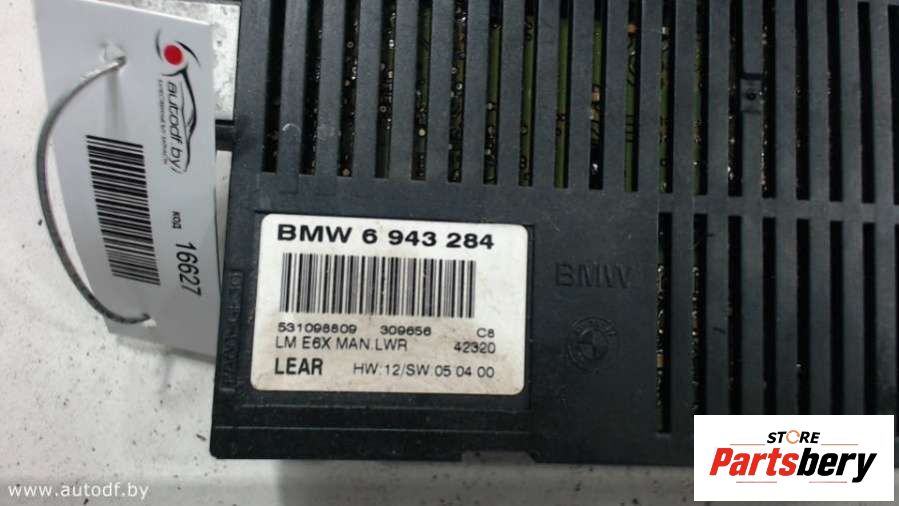 autodf.by
КОД 16627
BMW 6 943 284
531098809 309656 C8
LM E6X MAN.LWR 42320
LEAR HW:12/SW 05 04 00
BMW
STORE
Partsbery
www.autodf.by